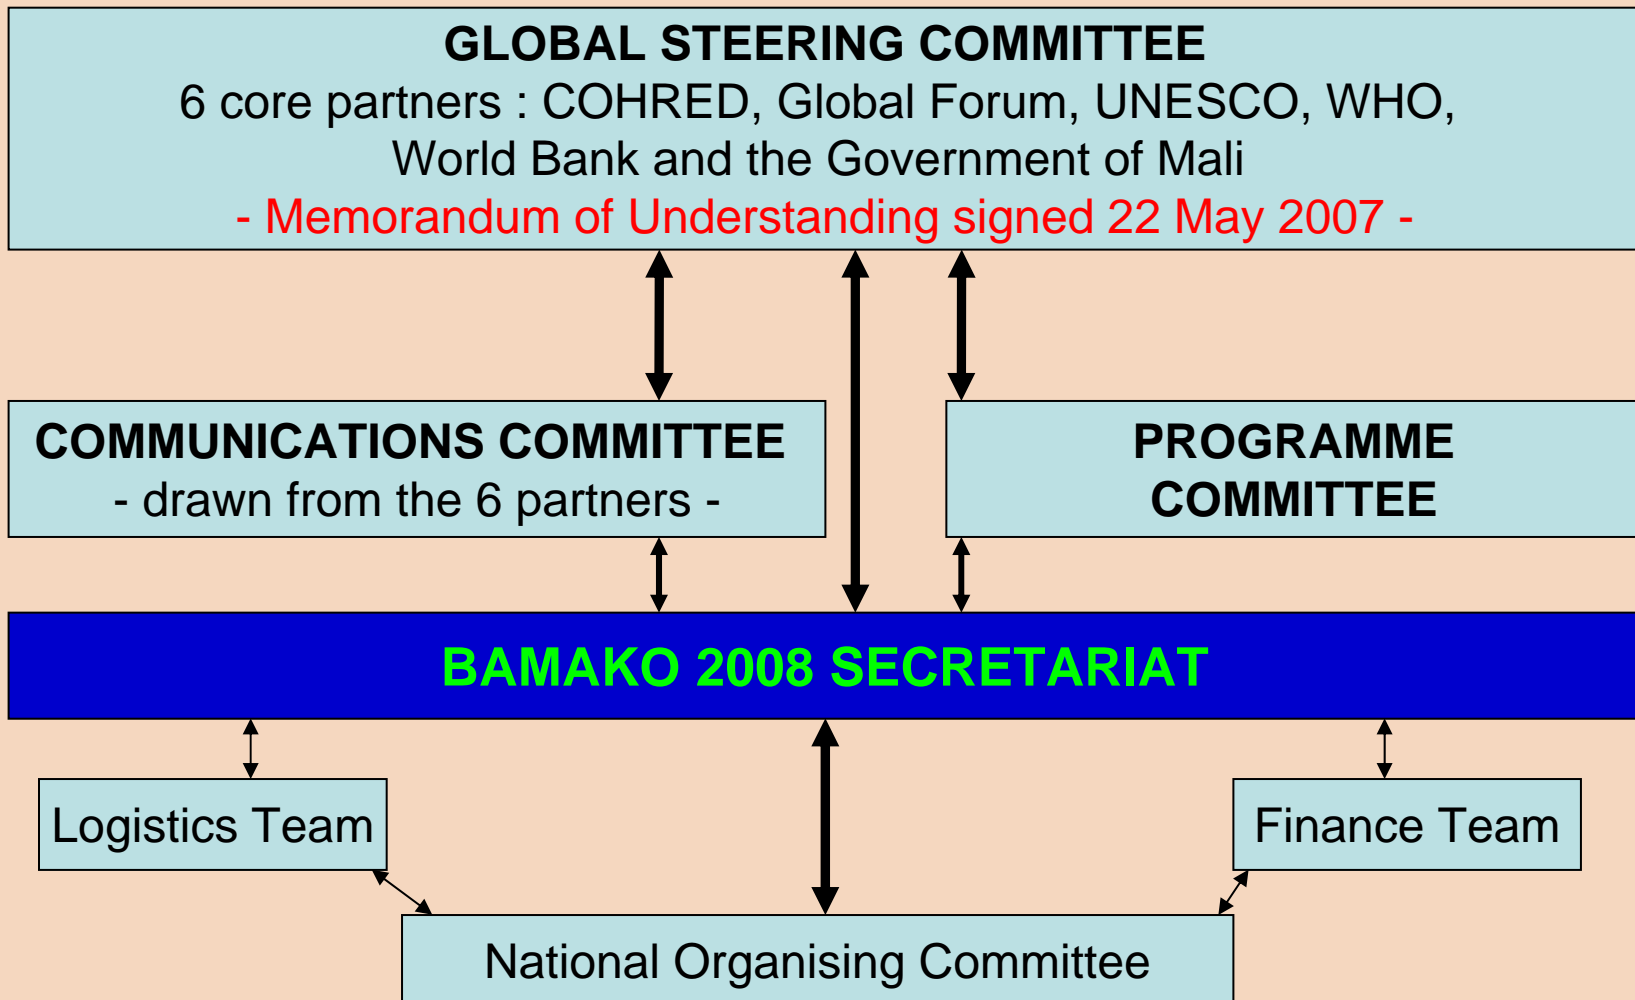 GLOBAL STEERING COMMITTEE
6 core partners : COHRED, Global Forum, UNESCO, WHO,
World Bank and the Government of Mali
- Memorandum of Understanding signed 22 May 2007 -
COMMUNICATIONS COMMITTEE
- drawn from the 6 partners -
PROGRAMME
COMMITTEE
BAMAKO 2008 SECRETARIAT
Logistics Team
Finance Team
National Organising Committee